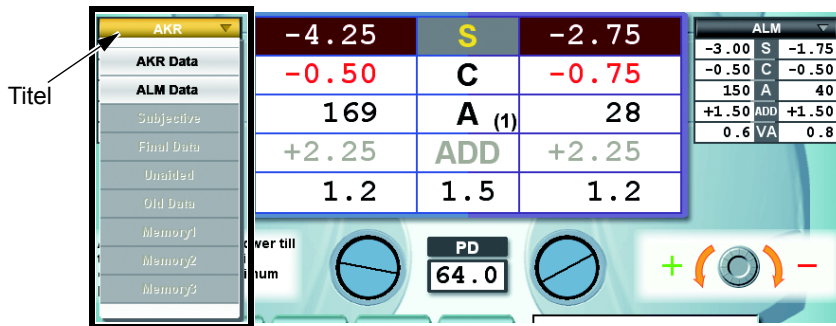 Titel
AKR
AKR Data
ALM Data
Subjective
Final Data
Unaided
Old Data
Memory1
Memory2
Memory3
-4.25 S -2.75
-0.50 C -0.75
169 A (1) 28
+2.25 ADD +2.25
1.2 1.5 1.2
ALM
-3.00 S -1.75
-0.50 C -0.50
150 A 40
+1.50 ADD +1.50
0.6 VA 0.8
ower till
PD
64.0
+ −